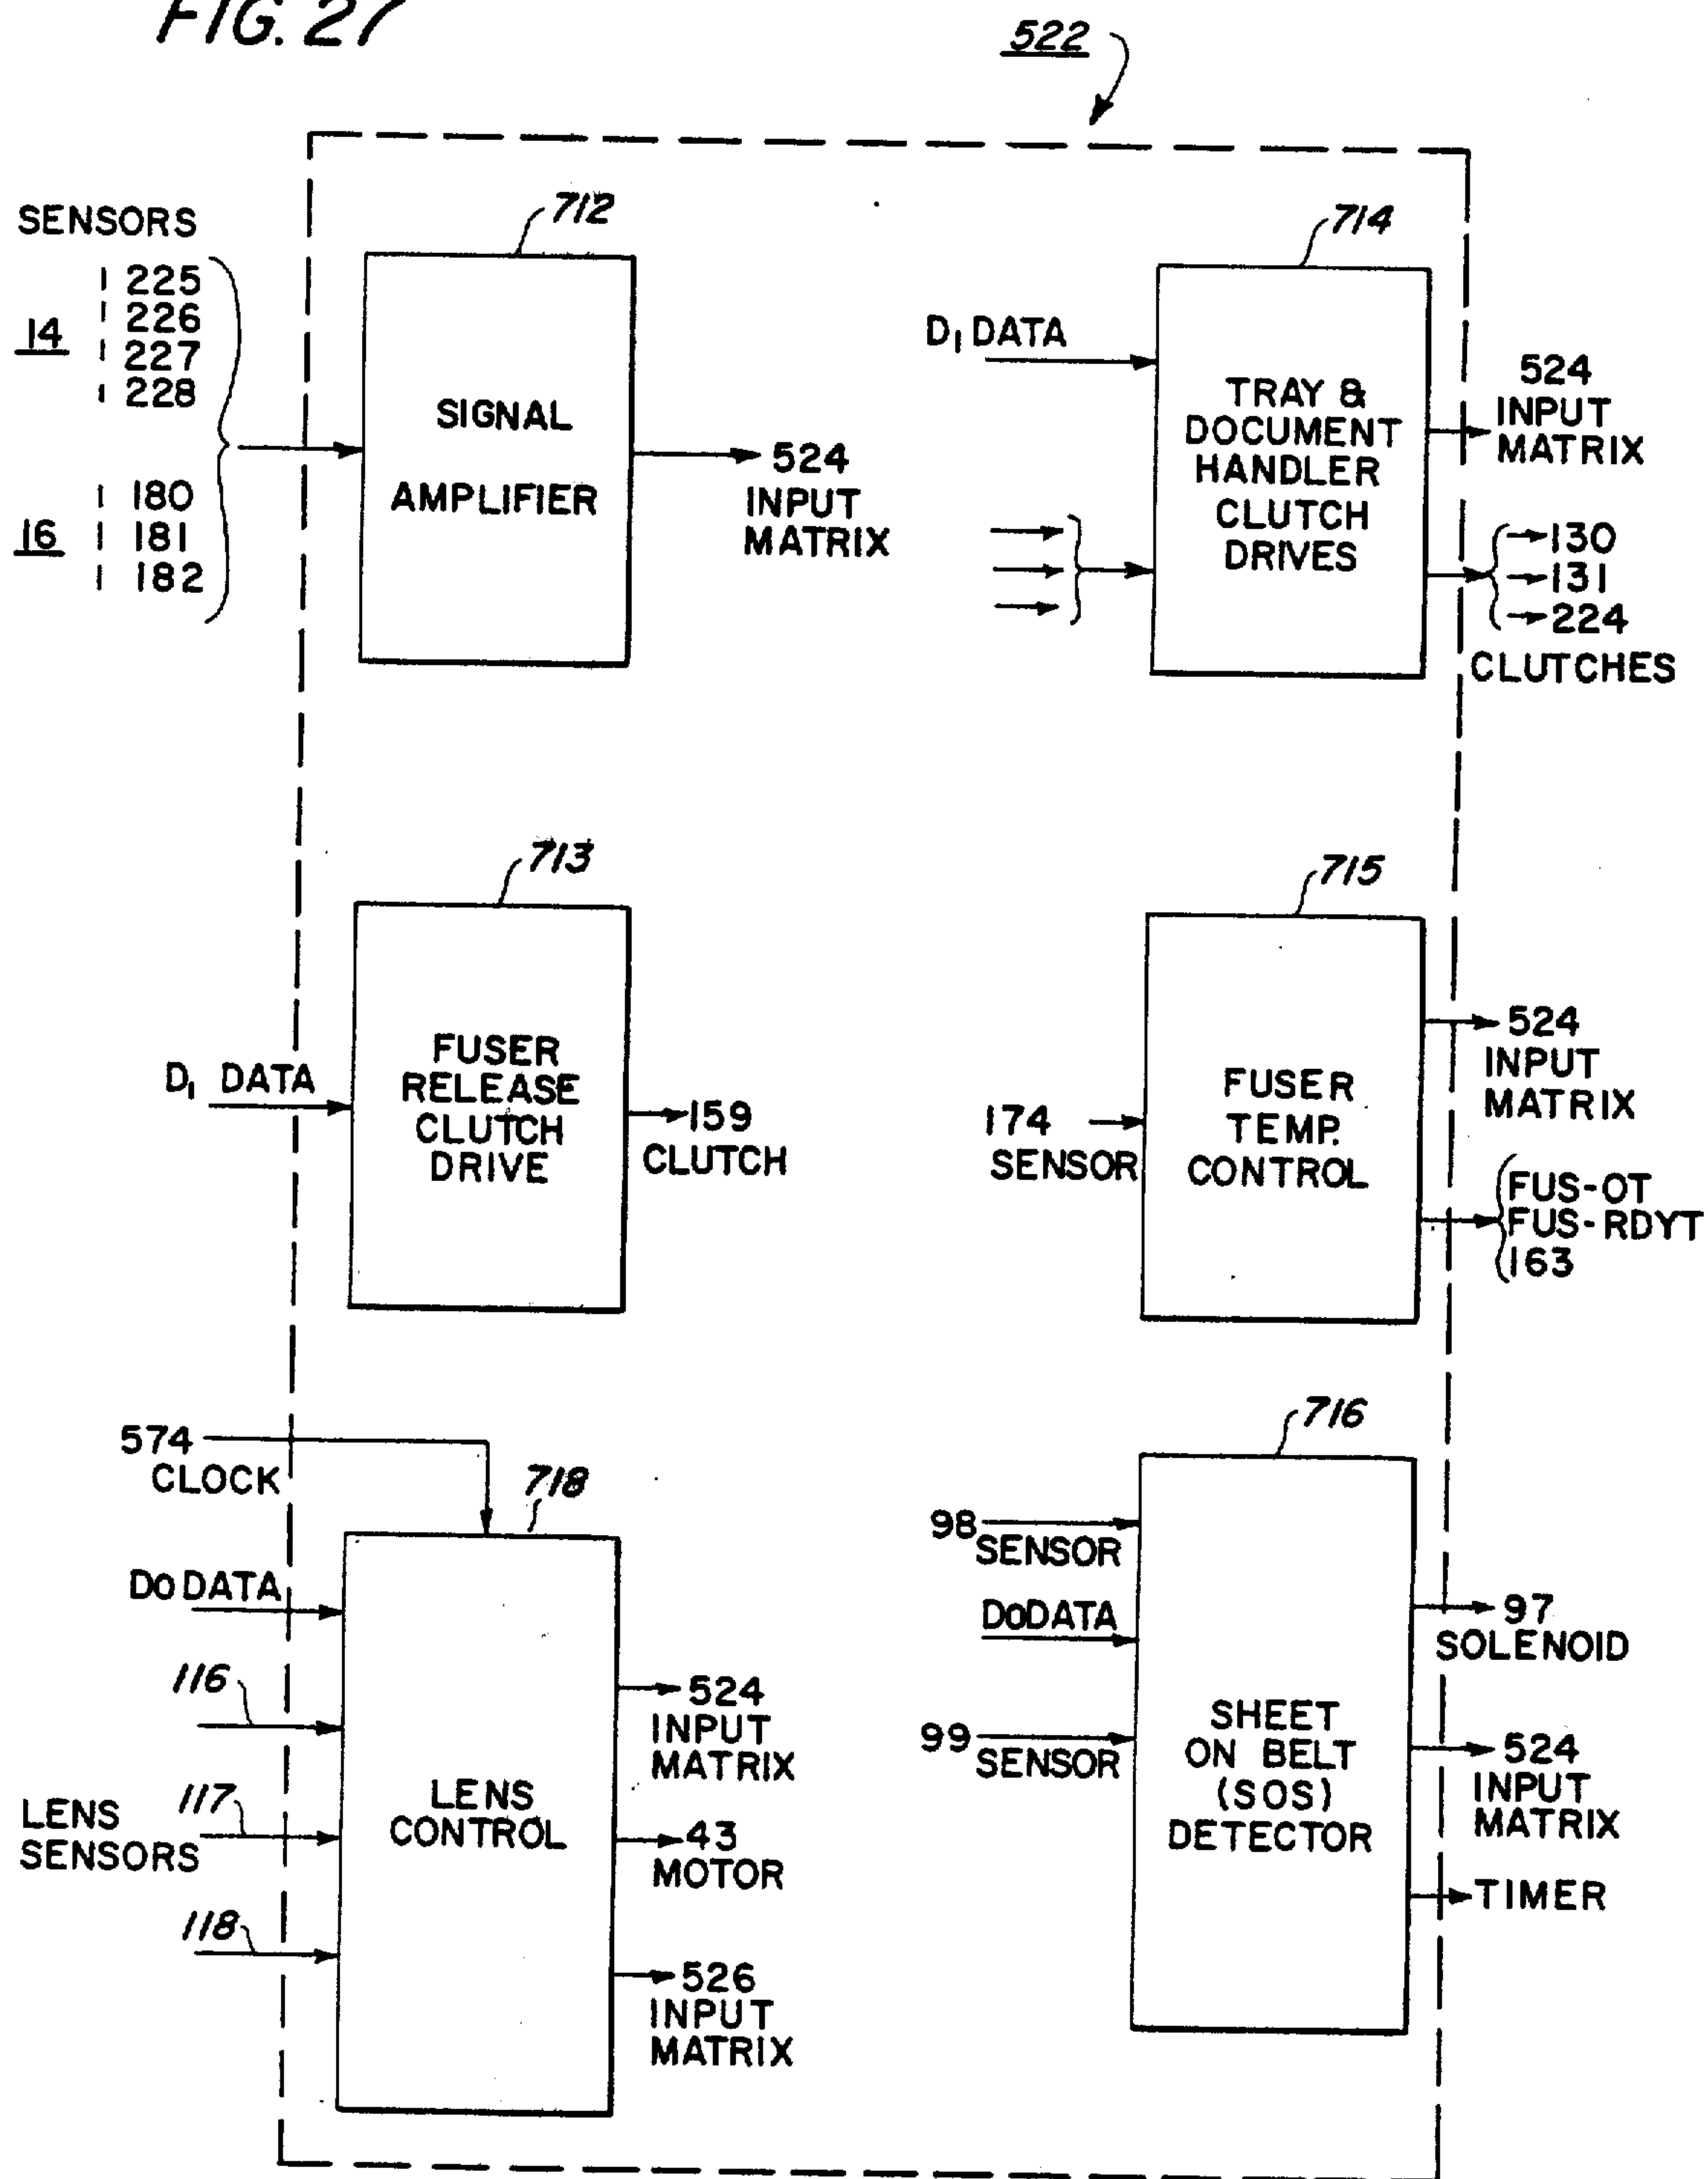 FIG. 27
522
SENSORS
712
225
226
14
227
228
180
16
181
182
SIGNAL
AMPLIFIER
524
INPUT
MATRIX
714
D1 DATA
TRAY &
DOCUMENT
HANDLER
CLUTCH
DRIVES
524
INPUT
MATRIX
130
131
224
CLUTCHES
713
D1 DATA
FUSER
RELEASE
CLUTCH
DRIVE
159
CLUTCH
715
174
SENSOR
FUSER
TEMP.
CONTROL
524
INPUT
MATRIX
FUS-OT
FUS-RDYT
163
574
CLOCK
718
DO DATA
116
LENS
SENSORS
117
118
LENS
CONTROL
524
INPUT
MATRIX
43
MOTOR
526
INPUT
MATRIX
716
98
SENSOR
DO DATA
99
SENSOR
SHEET
ON BELT
(SOS)
DETECTOR
97
SOLENOID
524
INPUT
MATRIX
TIMER